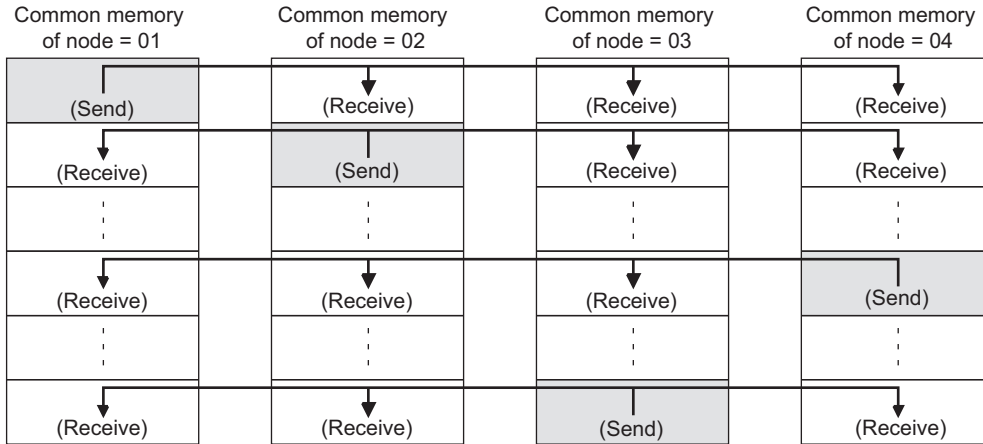 Common memory
of node = 01
Common memory
of node = 02
Common memory
of node = 03
Common memory
of node = 04
(Send)
(Receive)
(Receive)
(Receive)
(Receive)
(Send)
(Receive)
(Receive)
(Receive)
(Receive)
(Receive)
(Send)
(Receive)
(Receive)
(Send)
(Receive)